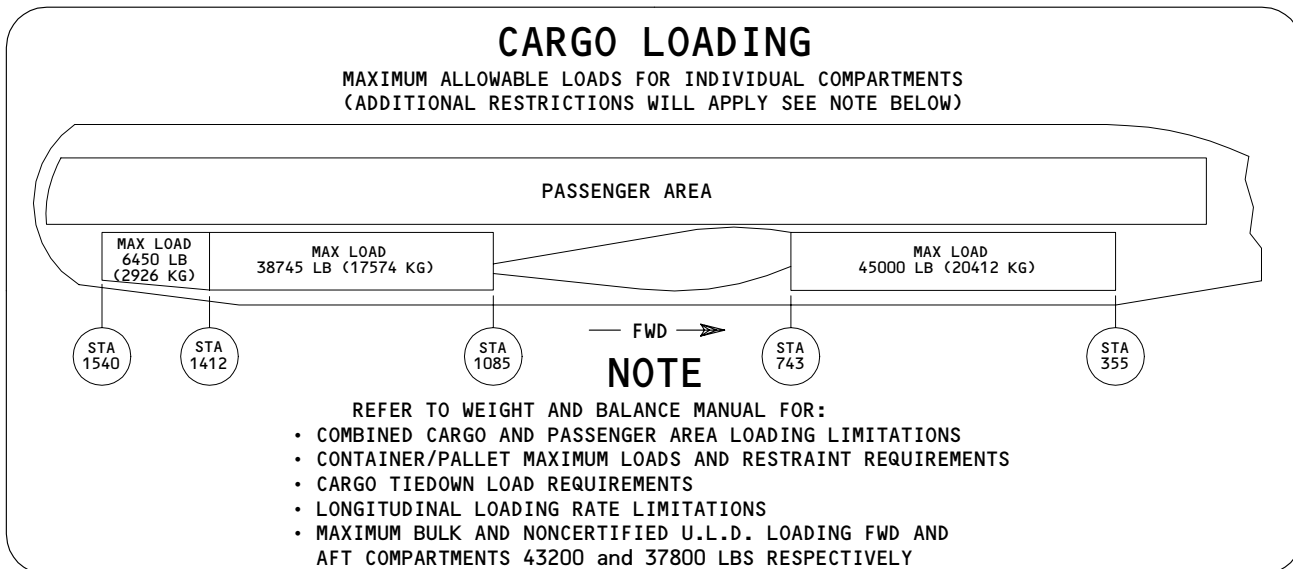 CARGO LOADING
MAXIMUM ALLOWABLE LOADS FOR INDIVIDUAL COMPARTMENTS
(ADDITIONAL RESTRICTIONS WILL APPLY SEE NOTE BELOW)
PASSENGER AREA
MAX LOAD
6450 LB
(2926 KG)
MAX LOAD
38745 LB (17574 KG)
MAX LOAD
45000 LB (20412 KG)
STA
1540
STA
1412
STA
1085
FWD
STA
743
STA
355
NOTE
REFER TO WEIGHT AND BALANCE MANUAL FOR:
• COMBINED CARGO AND PASSENGER AREA LOADING LIMITATIONS
• CONTAINER/PALLET MAXIMUM LOADS AND RESTRAINT REQUIREMENTS
• CARGO TIEDOWN LOAD REQUIREMENTS
• LONGITUDINAL LOADING RATE LIMITATIONS
• MAXIMUM BULK AND NONCERTIFIED U.L.D. LOADING FWD AND
AFT COMPARTMENTS 43200 and 37800 LBS RESPECTIVELY